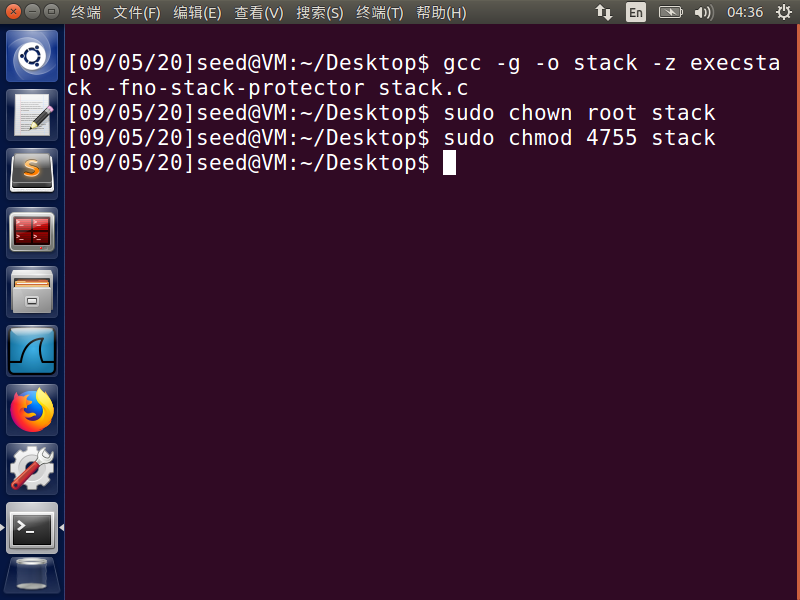 终端 文件(F) 编辑(E) 查看(V) 搜索(S) 终端(T) 帮助(H) En 04:36
[09/05/20]seed@VM:~/Desktop$ gcc -g -o stack -z execsta
ck -fno-stack-protector stack.c
[09/05/20]seed@VM:~/Desktop$ sudo chown root stack
[09/05/20]seed@VM:~/Desktop$ sudo chmod 4755 stack
[09/05/20]seed@VM:~/Desktop$